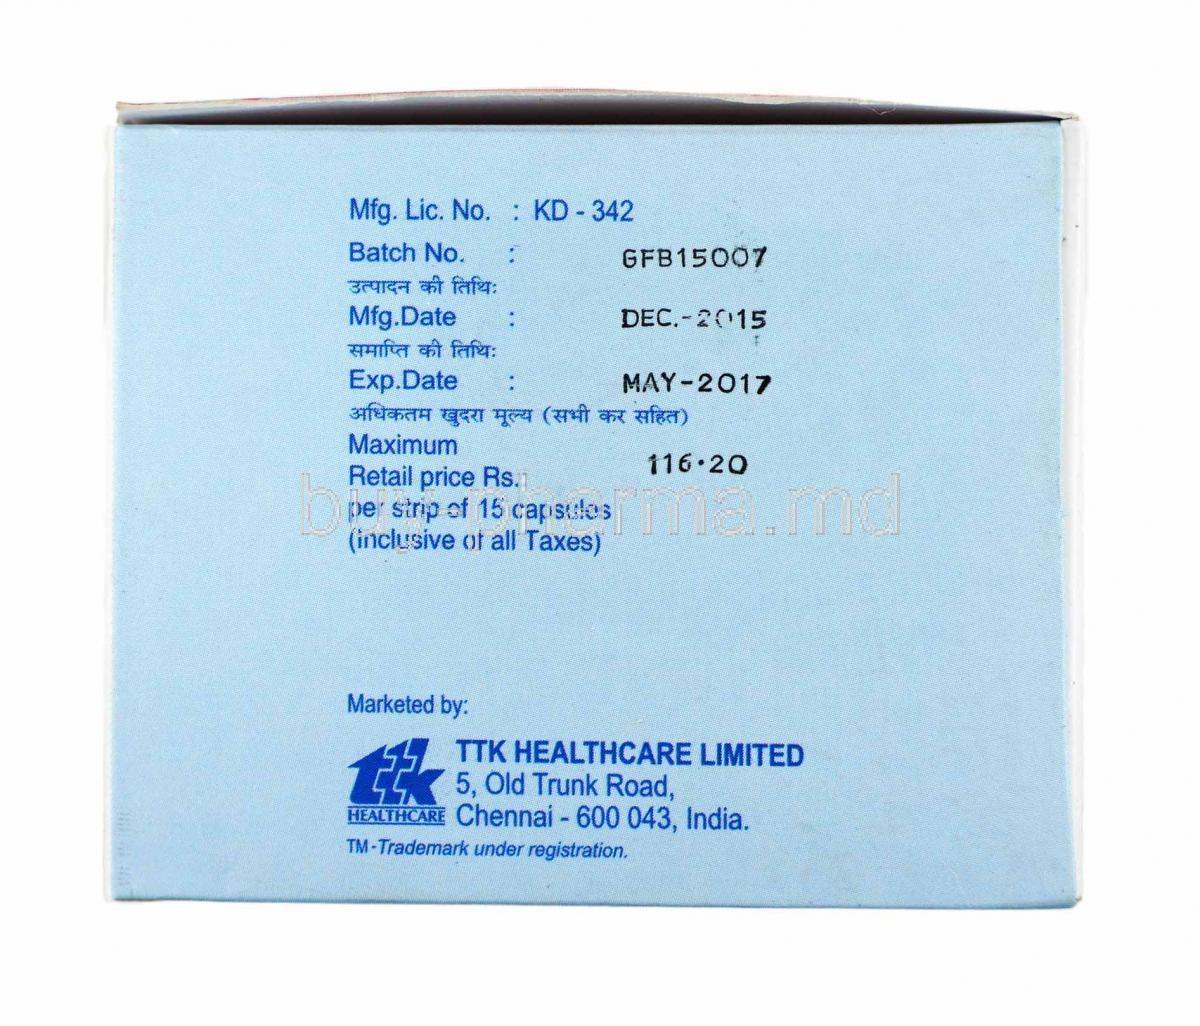 Mfg. Lic. No. : KD - 342
Batch No. : GFB15007
उत्पादन की तिथिः
Mfg.Date : DEC.-2015
समाप्ति की तिथिः
Exp.Date : MAY-2017
अधिकतम खुदरा मूल्य (सभी कर सहित)
Maximum
Retail price Rs. 116.20
per strip of 15 capsules
(inclusive of all Taxes)
buy-pharma.md
Marketed by:
ttk HEALTHCARE
TTK HEALTHCARE LIMITED
5, Old Trunk Road,
Chennai - 600 043, India.
TM-Trademark under registration.